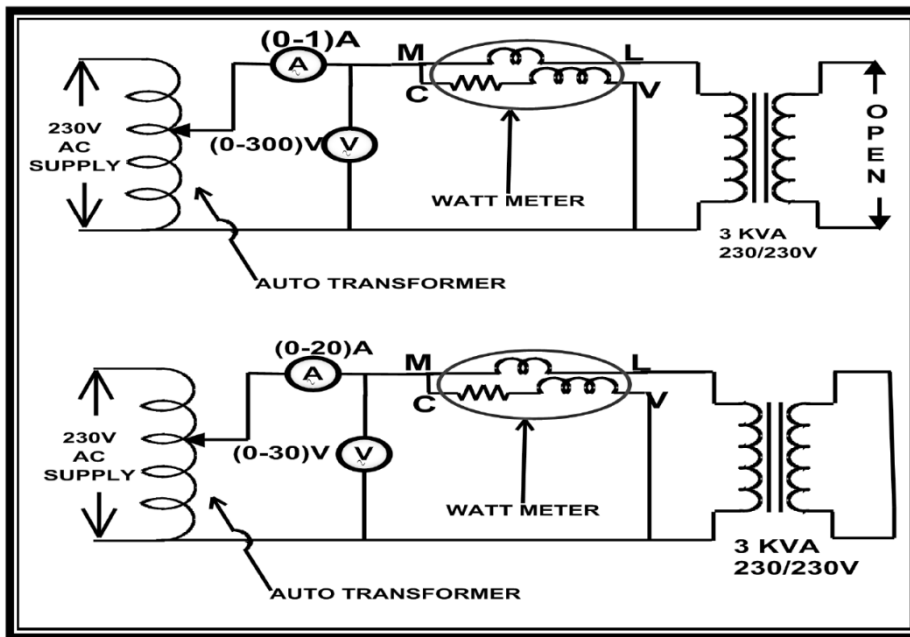 (0-1)A
A
M
L
C
V
230V
AC
SUPPLY
(0-300)V
V
O
P
E
N
WATT METER
3 KVA
230/230V
AUTO TRANSFORMER
(0-20)A
A
M
L
C
V
230V
AC
SUPPLY
(0-30)V
V
WATT METER
3 KVA
230/230V
AUTO TRANSFORMER